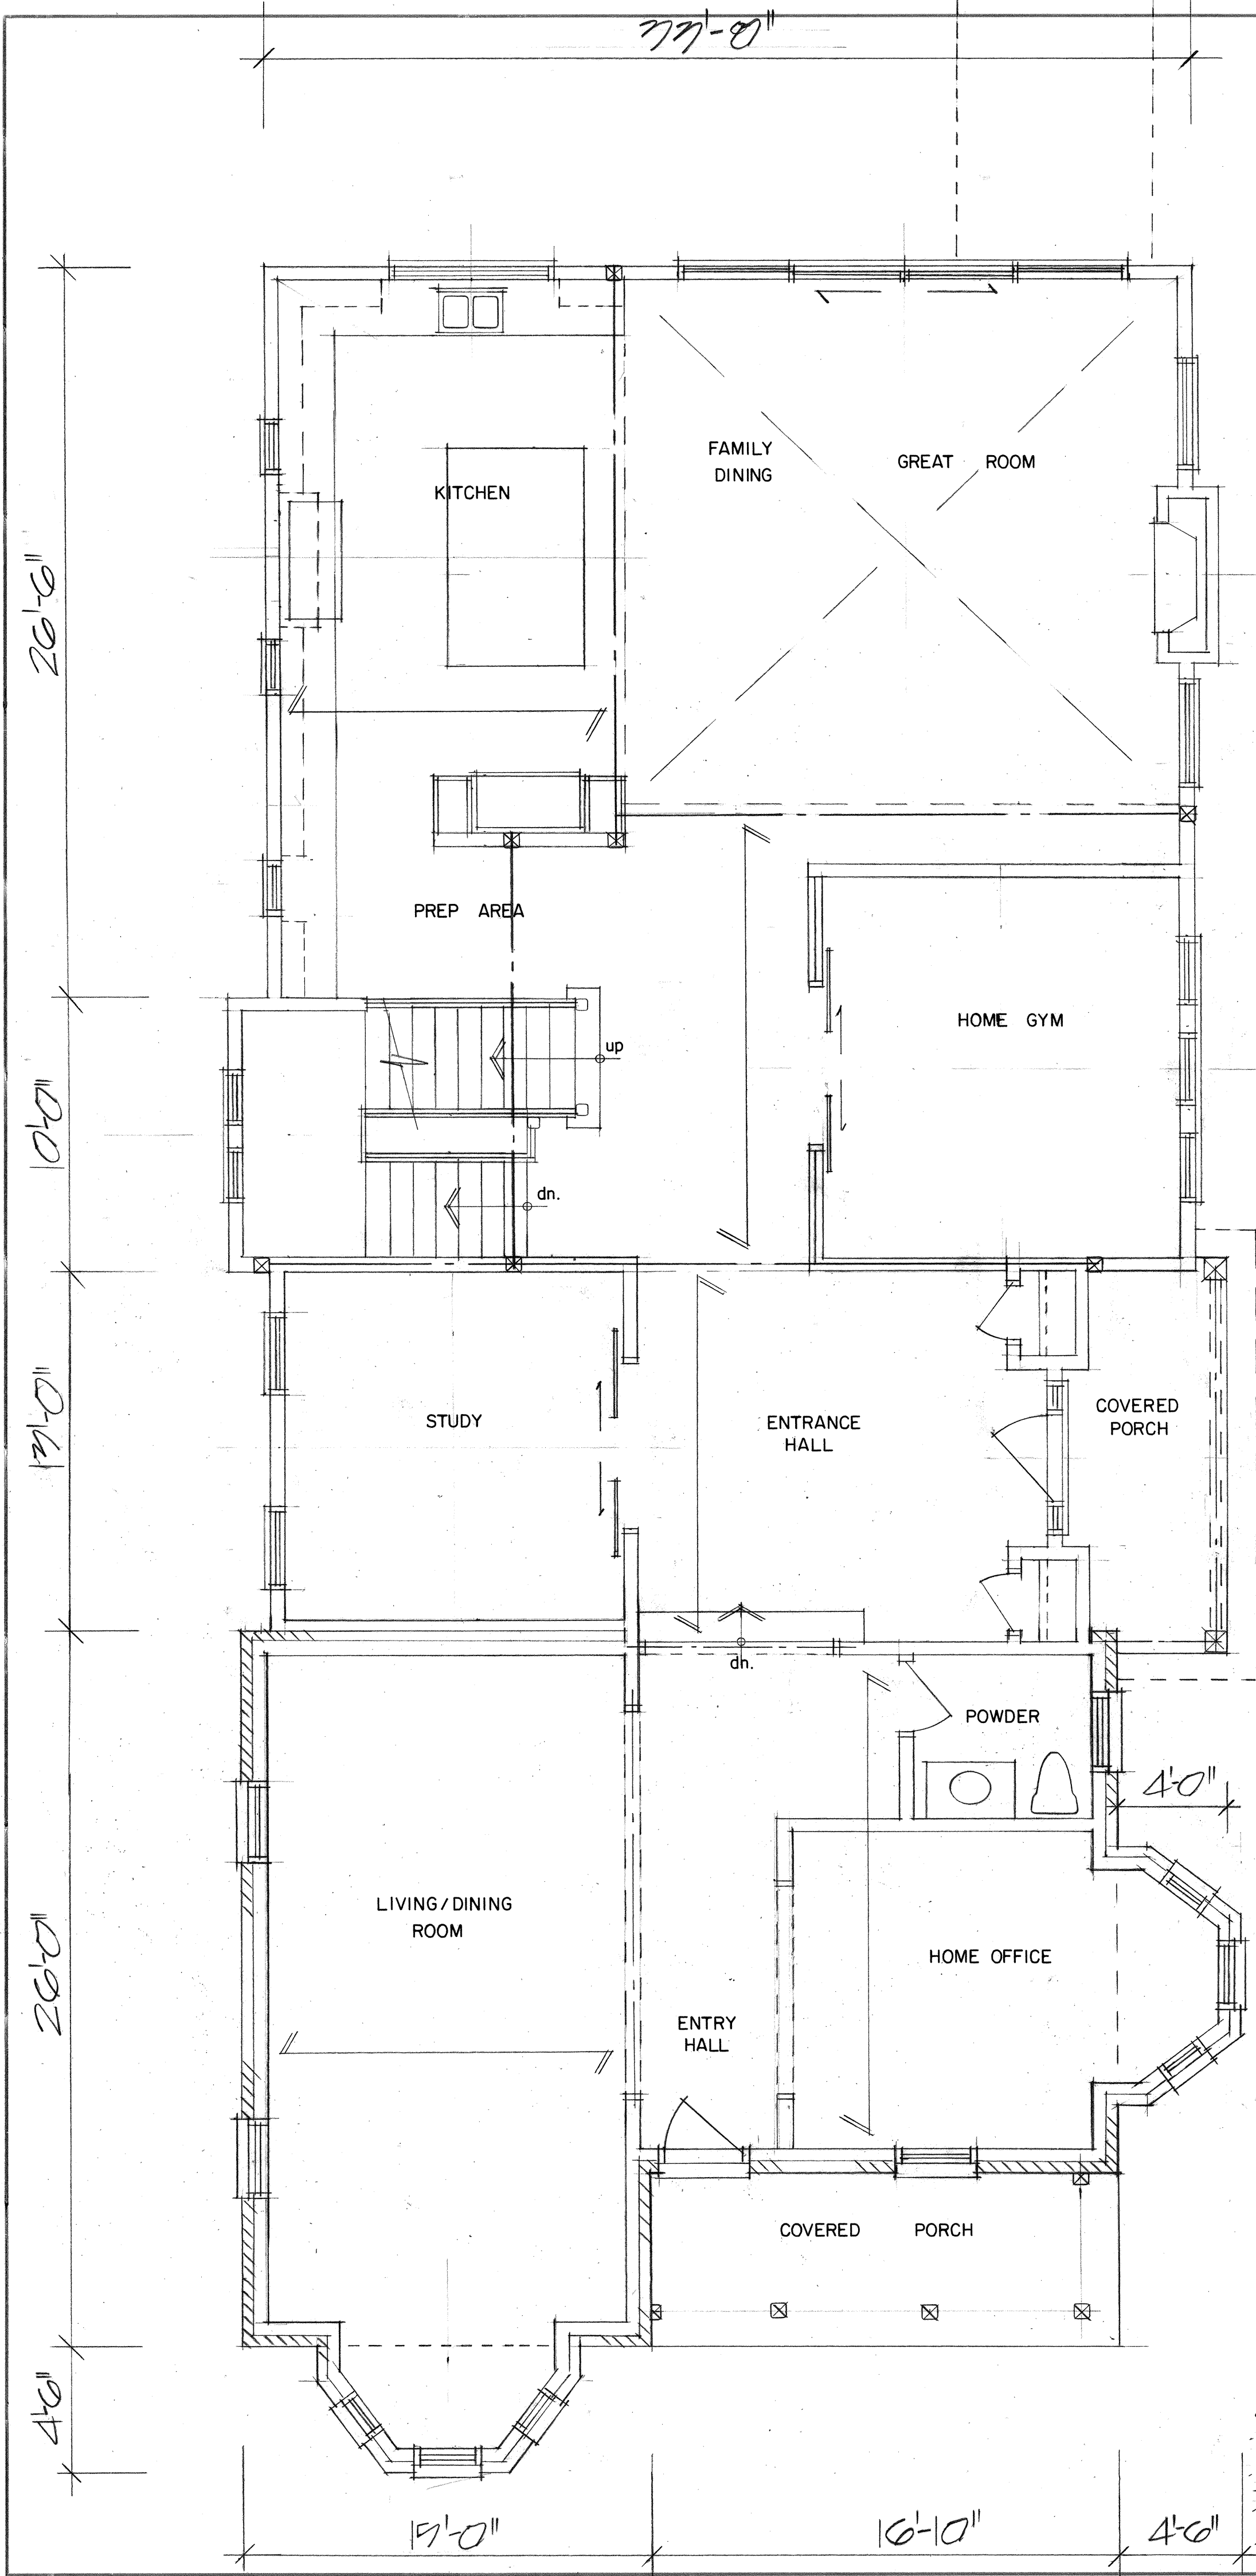 33'-8"
26'-6"
10'-0"
13'-0"
26'-0"
4'-6"
FAMILY
DINING
GREAT ROOM
KITCHEN
PREP AREA
HOME GYM
up
dn.
STUDY
ENTRANCE
HALL
COVERED
PORCH
dn.
POWDER
4'-0"
LIVING/DINING
ROOM
HOME OFFICE
ENTRY
HALL
COVERED PORCH
15'-0"
16'-10"
4'-6"